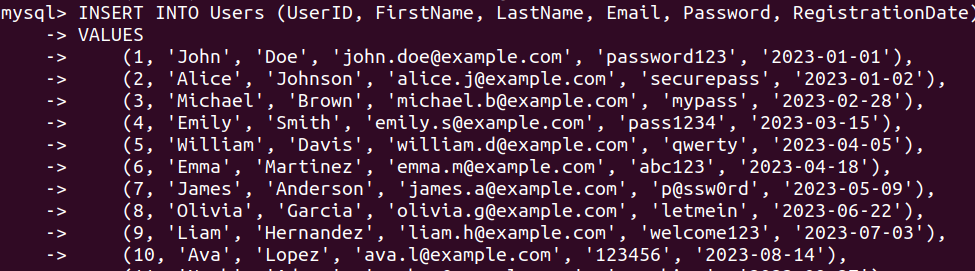 mysql> INSERT INTO Users (UserID, FirstName, LastName, Email, Password, RegistrationDate)
    -> VALUES
    ->     (1, 'John', 'Doe', 'john.doe@example.com', 'password123', '2023-01-01'),
    ->     (2, 'Alice', 'Johnson', 'alice.j@example.com', 'securepass', '2023-01-02'),
    ->     (3, 'Michael', 'Brown', 'michael.b@example.com', 'mypass', '2023-02-28'),
    ->     (4, 'Emily', 'Smith', 'emily.s@example.com', 'pass1234', '2023-03-15'),
    ->     (5, 'William', 'Davis', 'william.d@example.com', 'qwerty', '2023-04-05'),
    ->     (6, 'Emma', 'Martinez', 'emma.m@example.com', 'abc123', '2023-04-18'),
    ->     (7, 'James', 'Anderson', 'james.a@example.com', 'p@ssw0rd', '2023-05-09'),
    ->     (8, 'Olivia', 'Garcia', 'olivia.g@example.com', 'letmein', '2023-06-22'),
    ->     (9, 'Liam', 'Hernandez', 'liam.h@example.com', 'welcome123', '2023-07-03'),
    ->     (10, 'Ava', 'Lopez', 'ava.l@example.com', '123456', '2023-08-14'),